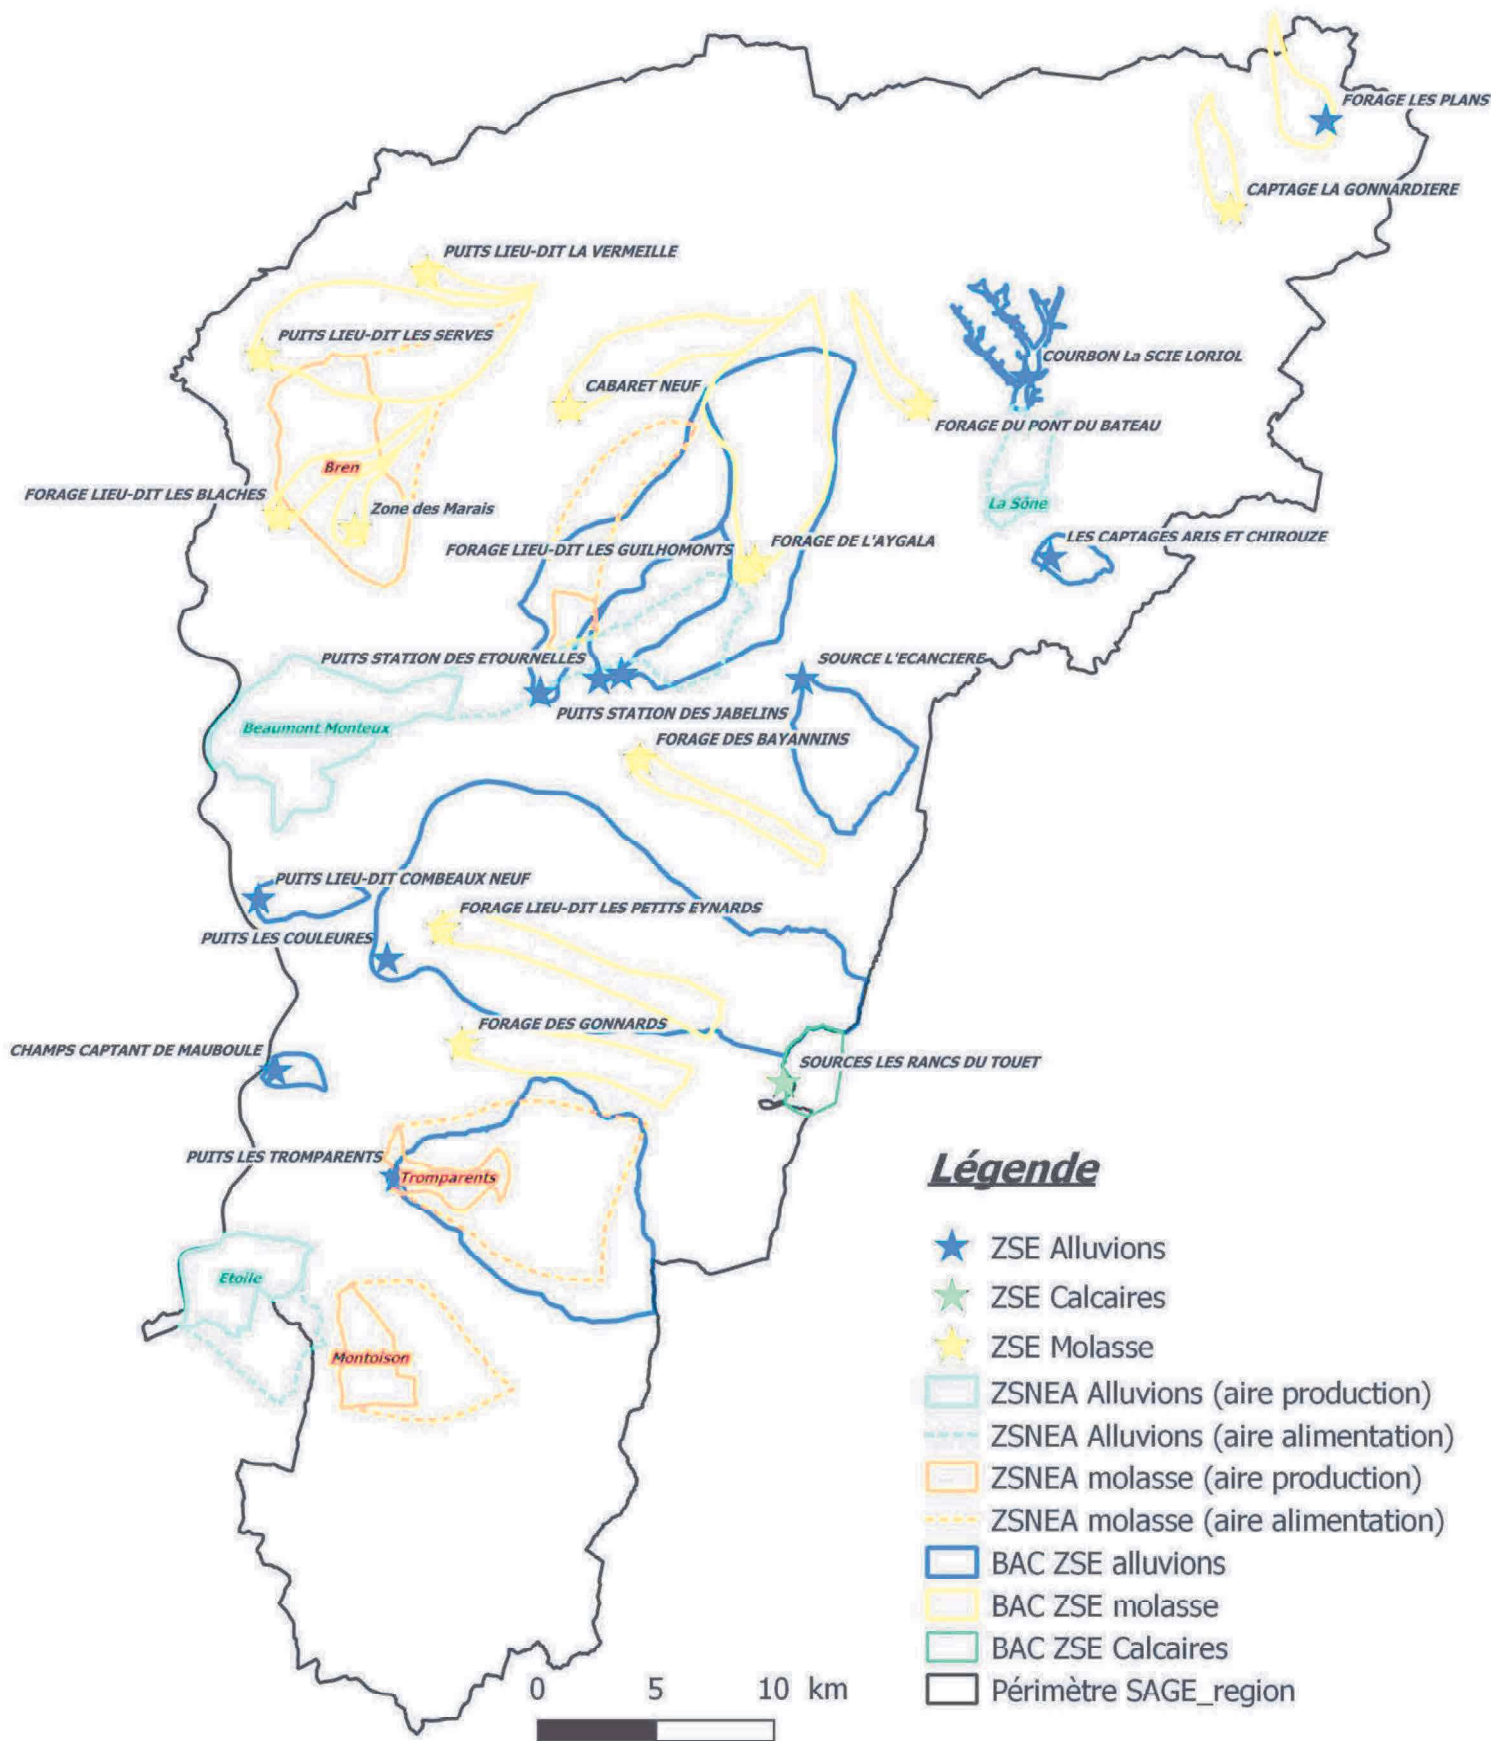 FORAGE LES PLANS
CAPTAGE LA GONNARDIERE
PUITS LIEU-DIT LA VERMEILLE
PUITS LIEU-DIT LES SERVES
COURBON La SCIE LORIOL
CABARET NEUF
FORAGE DU PONT DU BATEAU
Bren
FORAGE LIEU-DIT LES BLACHES
Zone des Marais
La Sône
LES CAPTAGES ARIS ET CHIROUZE
FORAGE DE L'AYGALA
FORAGE LIEU-DIT LES GUILHOMONTS
PUITS STATION DES ETOURNELLES
SOURCE L'ECANCIERE
PUITS STATION DES JABELINS
Beaumont Monteux
FORAGE DES BAYANNINS
PUITS LIEU-DIT COMBEAUX NEUF
FORAGE LIEU-DIT LES PETITS EYNARDS
PUITS LES COULEURES
FORAGE DES GONNARDS
CHAMPS CAPTANT DE MAUBOULE
SOURCES LES RANCS DU TOUET
PUITS LES TROMPARENTS
Tromparents
Etoile
Montoison
Légende
ZSE Alluvions
ZSE Calcaires
ZSE Molasse
ZSNEA Alluvions (aire production)
ZSNEA Alluvions (aire alimentation)
ZSNEA molasse (aire production)
ZSNEA molasse (aire alimentation)
BAC ZSE alluvions
BAC ZSE molasse
BAC ZSE Calcaires
Périmètre SAGE_region
0 5 10 km